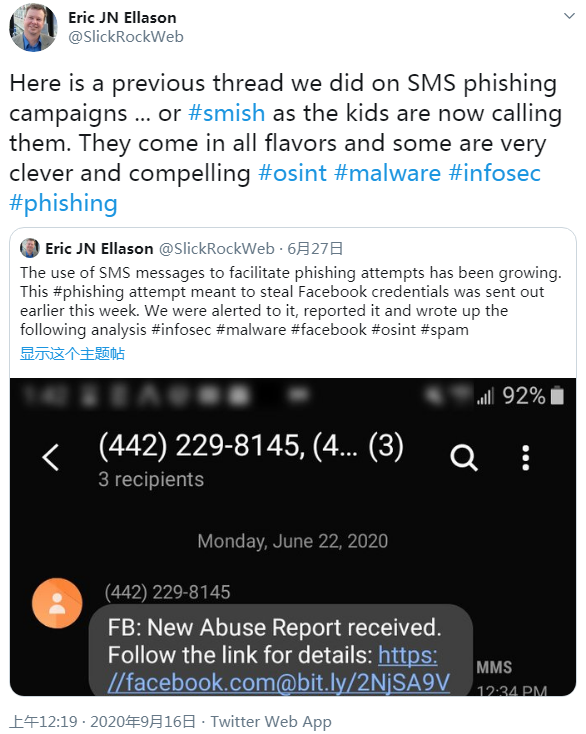 Eric JN Ellason
@SlickRockWeb
Here is a previous thread we did on SMS phishing
campaigns ... or #smish as the kids are now calling
them. They come in all flavors and some are very
clever and compelling #osint #malware #infosec
#phishing
Eric JN Ellason @SlickRockWeb · 6月27日
The use of SMS messages to facilitate phishing attempts has been growing.
This #phishing attempt meant to steal Facebook credentials was sent out
earlier this week. We were alerted to it, reported it and wrote up the
following analysis #infosec #malware #facebook #osint #spam
显示这个主题帖
92%
(442) 229-8145, (4... (3)
3 recipients
Monday, June 22, 2020
(442) 229-8145
FB: New Abuse Report received.
Follow the link for details: https:
//facebook.com@bit.ly/2NjSA9V
MMS
12:34 PM
上午12:19 · 2020年9月16日 · Twitter Web App